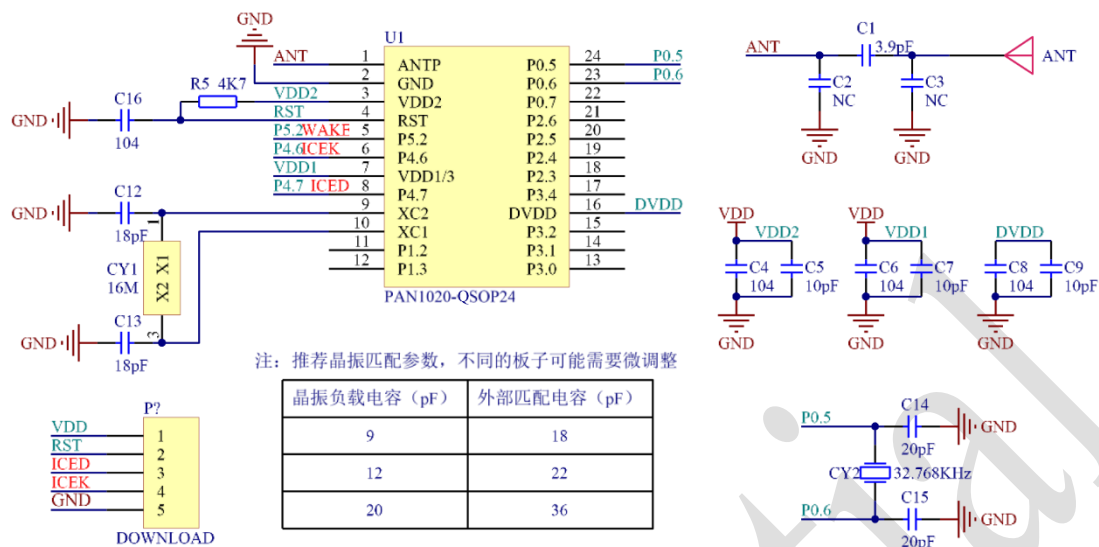 GND
U1
ANT 1 ANTP
2 GND
R5 4K7 VDD2 3 VDD2
C16 RST 4 RST
GND
104
P5.2 WAKE 5 P5.2
P4.6 ICEK 6 P4.6
VDD1 7 VDD1/3
P4.7 ICED 8 P4.7
9 XC2
10 XC1
11 P1.2
12 P1.3
P0.5 24 P0.5
P0.6 23 P0.6
P0.7 22
P2.6 21
P2.5 20
P2.4 19
P2.3 18
P3.4 17
DVDD 16 DVDD
P3.2 15
P3.1 14
P3.0 13
PAN1020-QSOP24
C12
GND
18pF
1
CY1
16M
X2 X1
3
C13
GND
18pF
C1
ANT 3.9pF ANT
C2
NC
C3
NC
GND
GND
VDD
VDD2
C4
104
C5
10pF
GND
VDD
VDD1
C6
104
C7
10pF
GND
DVDD
C8
104
C9
10pF
GND
注：推荐晶振匹配参数，不同的板子可能需要微调整
晶振负载电容（pF） 外部匹配电容（pF）
9 18
12 22
20 36
P?
VDD 1
RST 2
ICED 3
ICEK 4
GND 5
DOWNLOAD
P0.5 C14
GND
20pF
CY2 32.768KHz
P0.6 C15
GND
20pF